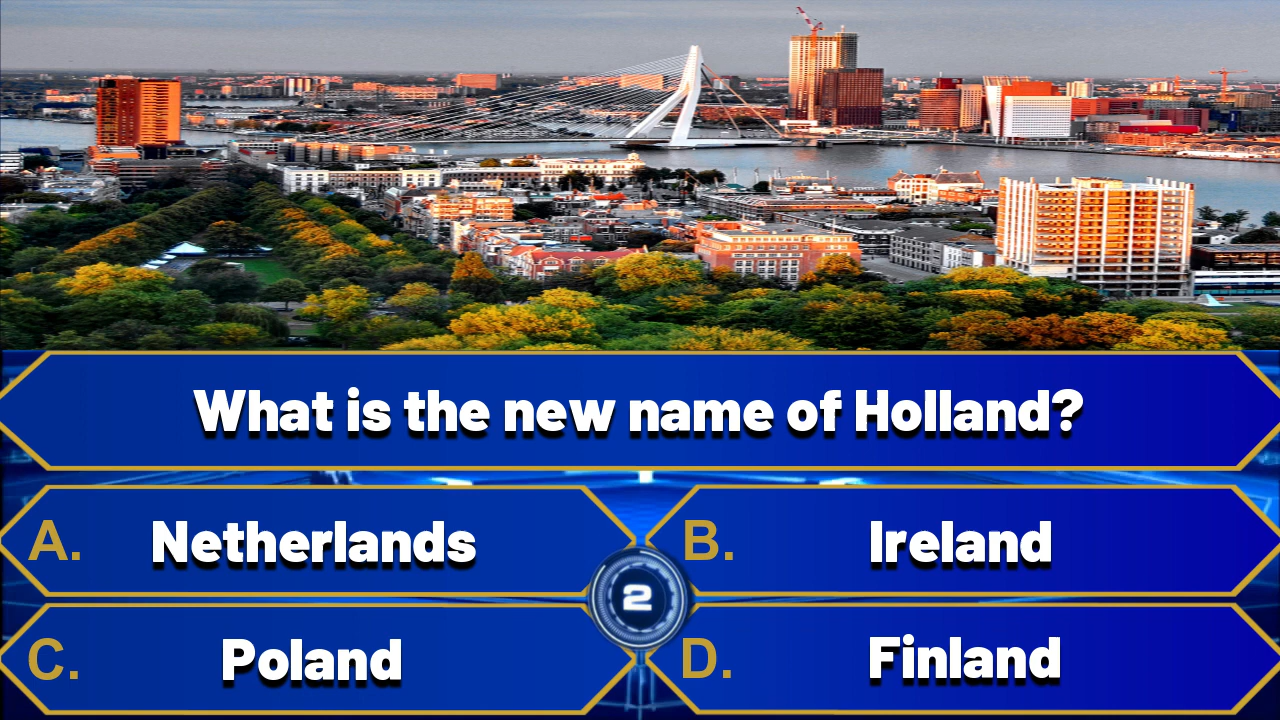 What is the new name of Holland?
A. Netherlands
B. Ireland
2
C. Poland
D. Finland